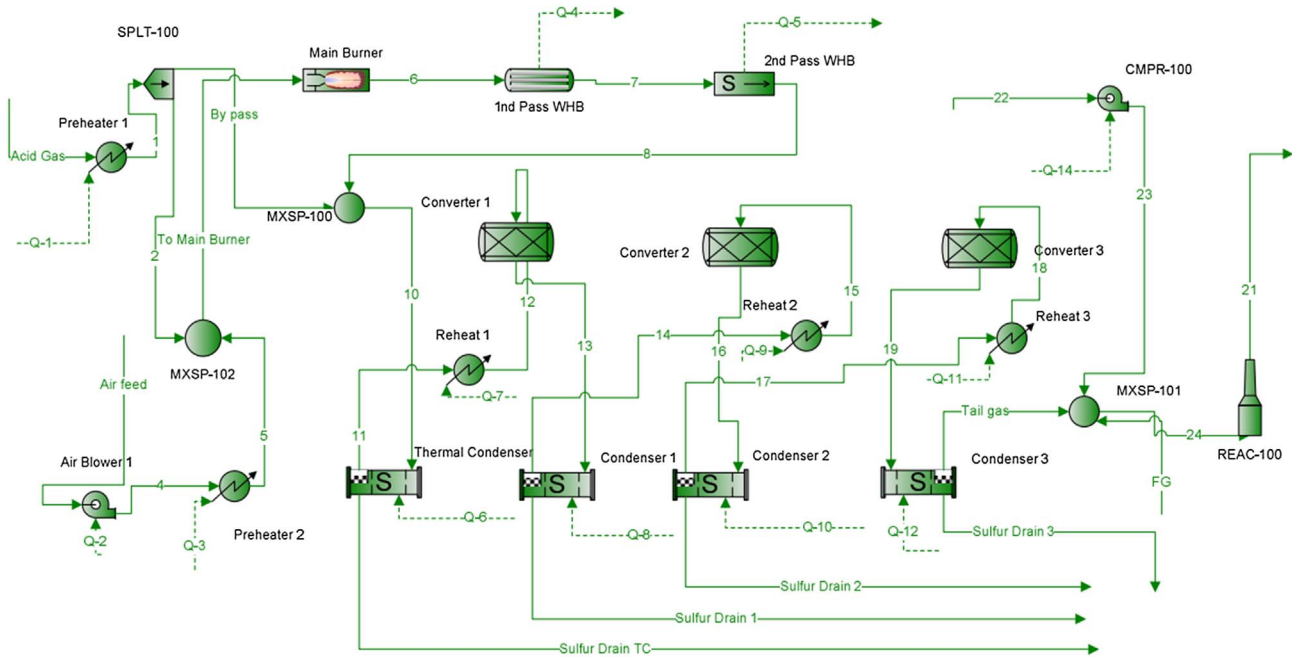 SPLT-100
Q-4
Q-5
Main Burner
2nd Pass WHB
6
7
S
1nd Pass WHB
CMPR-100
22
Preheater 1
By pass
1
Acid Gas
8
Q-14
23
Converter 1
MXSP-100
Q-1
To Main Burner
2
Converter 2
Converter 3
18
10
12
15
21
Reheat 2
Reheat 3
Reheat 1
14
13
16
Q-9
19
MXSP-102
Q-11
17
Air feed
Q-7
MXSP-101
Tail gas
5
11
24
REAC-100
Air Blower 1
Thermal Condenser
Condenser 1
Condenser 2
Condenser 3
4
S
S
S
S
FG
Q-2
Q-3
Preheater 2
Q-6
Q-8
Q-10
Q-12
Sulfur Drain 3
Sulfur Drain 2
Sulfur Drain 1
Sulfur Drain TC